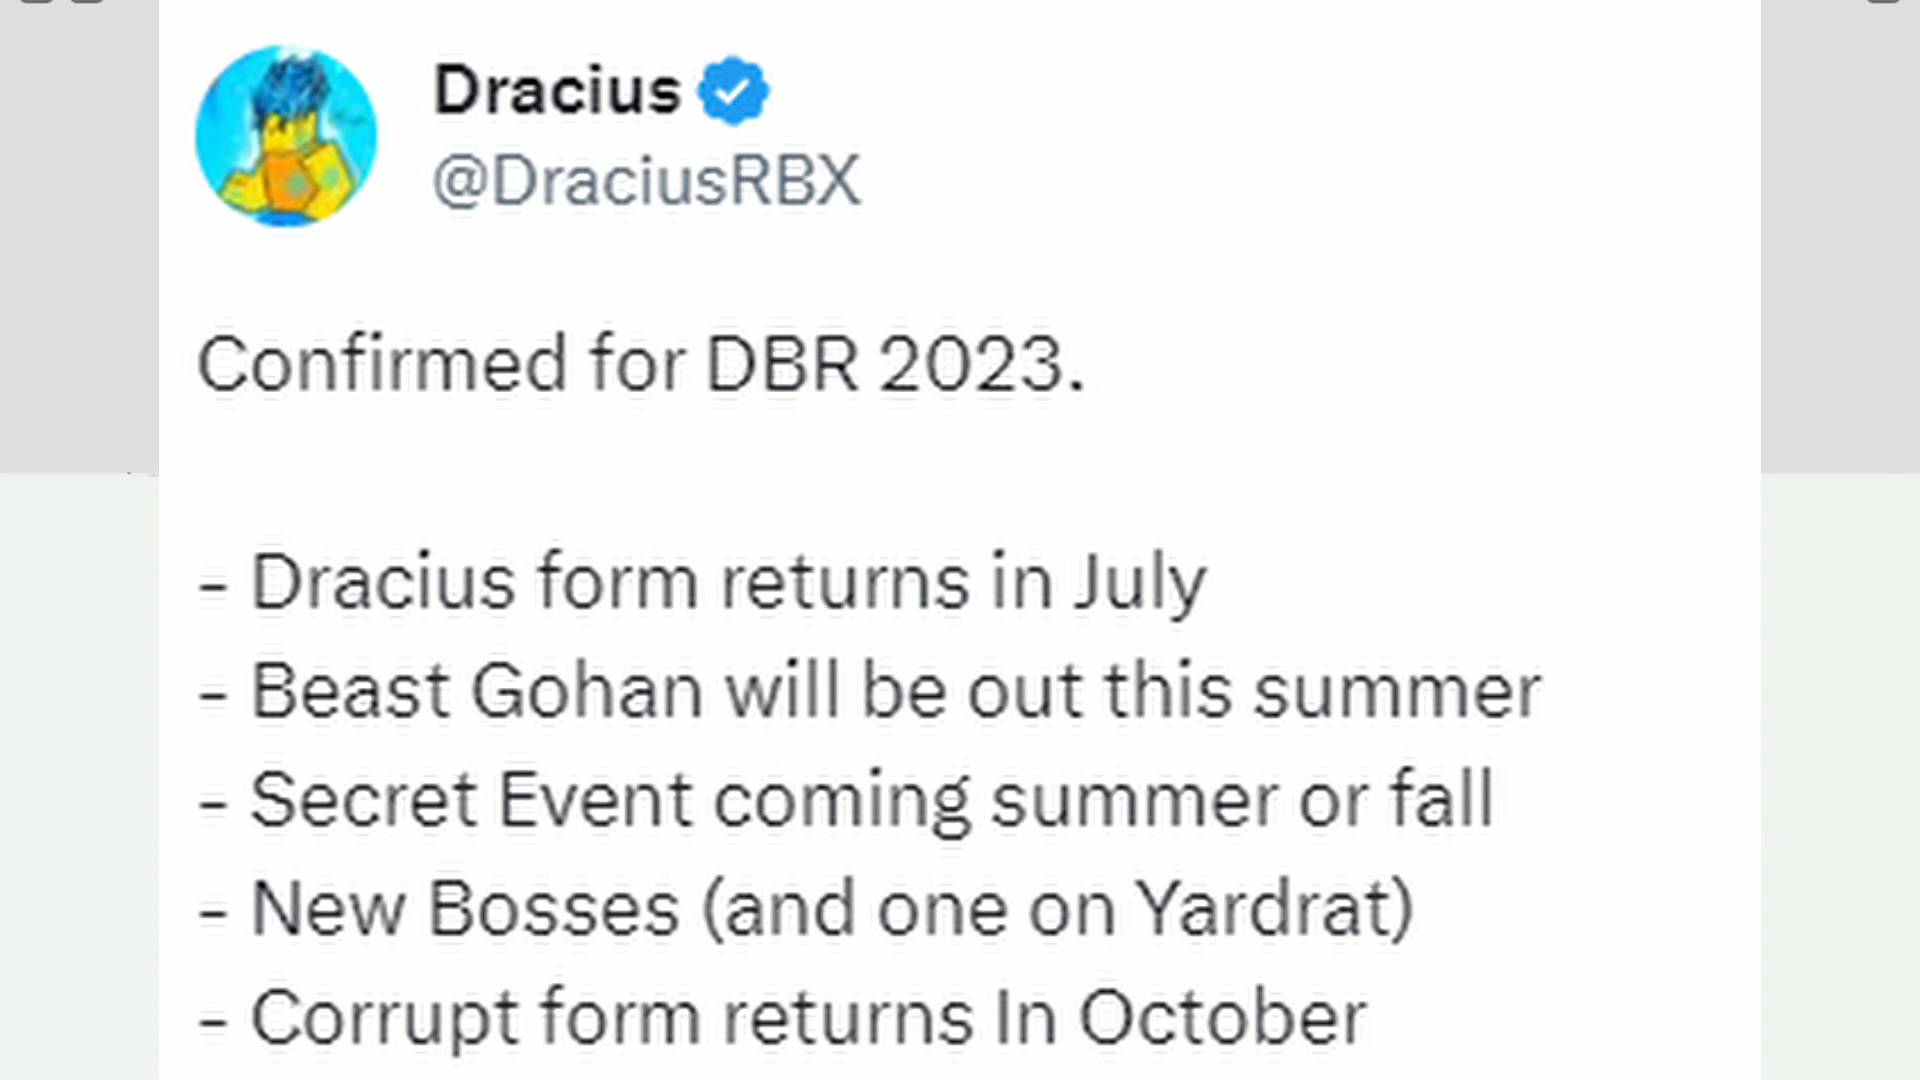 Dracius
@DraciusRBX
Confirmed for DBR 2023.
- Dracius form returns in July
- Beast Gohan will be out this summer
- Secret Event coming summer or fall
- New Bosses (and one on Yardrat)
- Corrupt form returns In October